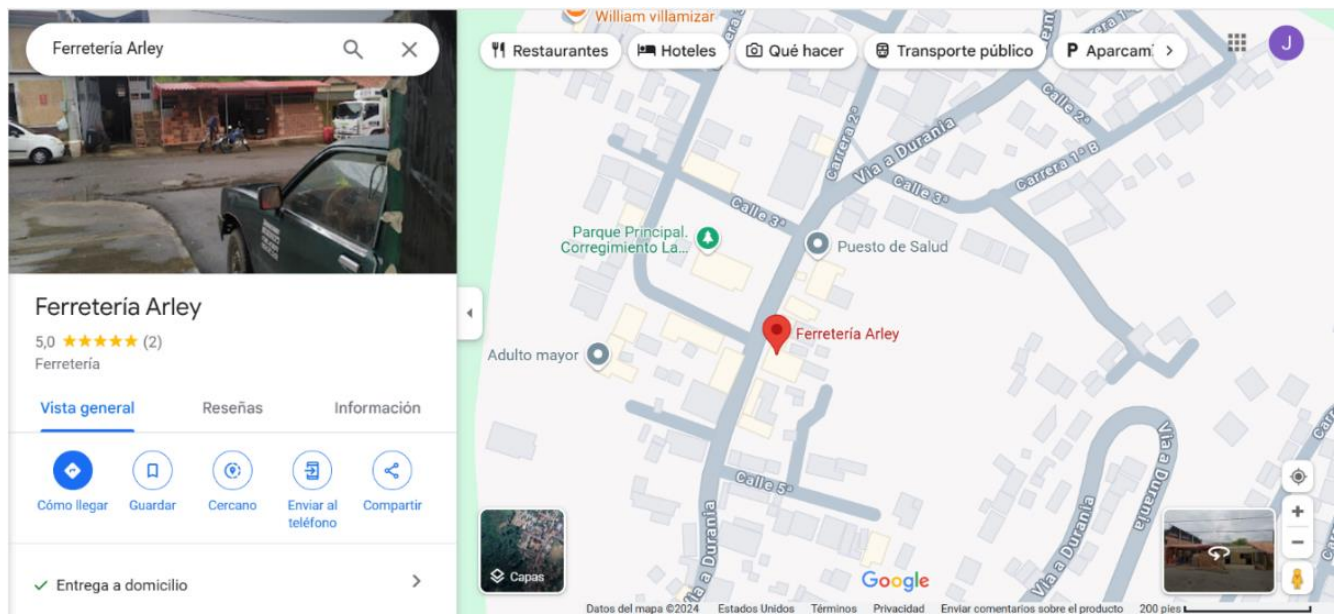 Ferretería Arley
Ferretería Arley
5,0 ★★★★★ (2)
Ferretería
Vista general
Reseñas
Información
Cómo llegar
Guardar
Cercano
Enviar al
teléfono
Compartir
Entrega a domicilio
William villamizar
Restaurantes
Hoteles
Qué hacer
Transporte público
P Aparcam
J
Carrera 2ª
Vía a Durania
Calle 2ª
Carrera 1ª B
Calle 3ª
Calle 3ª
Parque Principal.
Corregimiento La...
Puesto de Salud
Ferretería Arley
Adulto mayor
Calle 5ª
Vía a Durania
Vía a Durania
Vía a Durania
Capas
Google
Datos del mapa ©2024
Estados Unidos
Términos
Privacidad
Enviar comentarios sobre el producto
200 pies